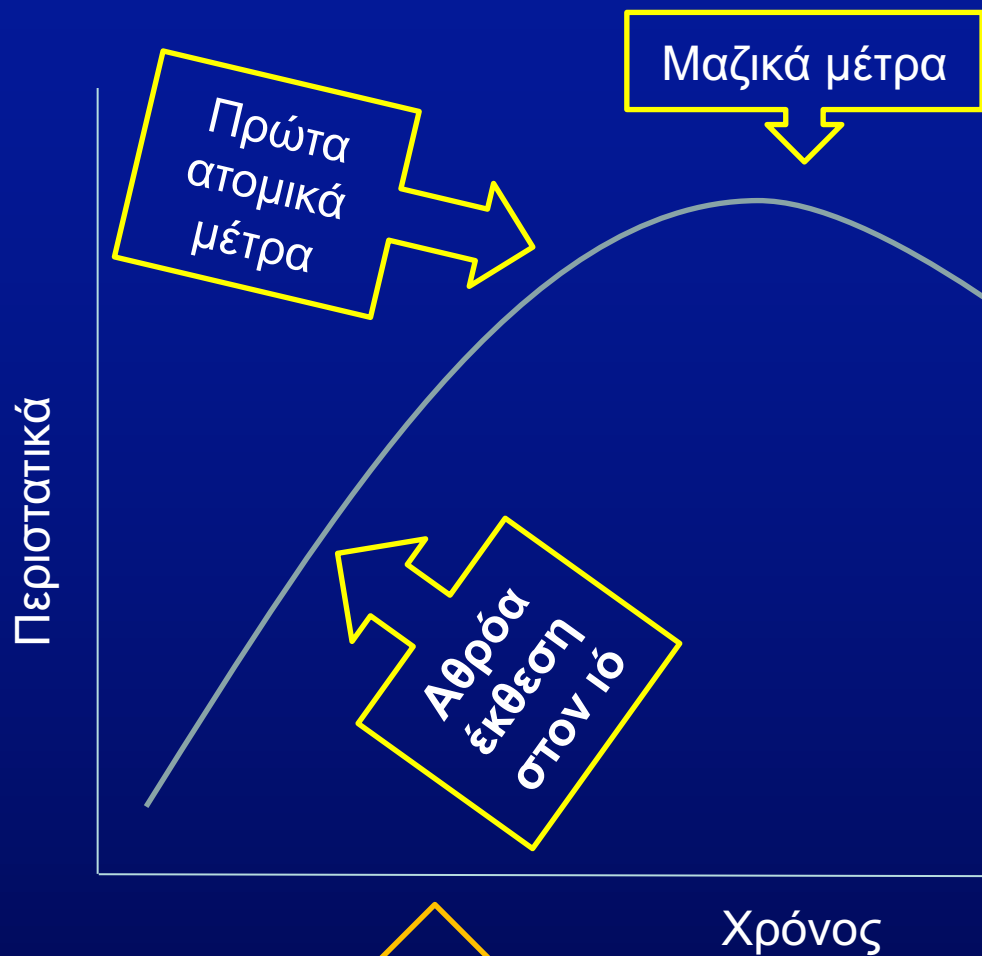 Μαζικά μέτρα
Πρώτα
ατομικά
μέτρα
Περιστατικά
Αθρόα
έκθεση
στον ιό
Χρόνος